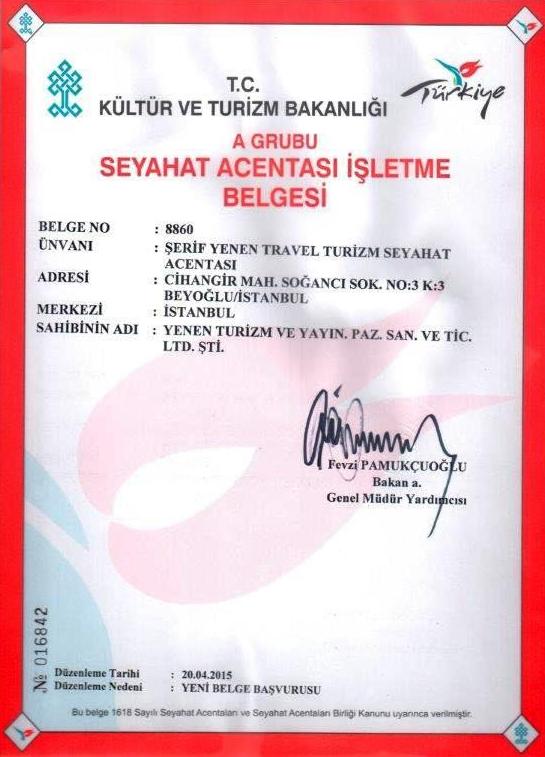 Türkiye
T.C.
KÜLTÜR VE TURİZM BAKANLIĞI
A GRUBU
SEYAHAT ACENTASI İŞLETME
BELGESİ
BELGE NO : 8860
ÜNVANI : ŞERİF YENEN TRAVEL TURİZM SEYAHAT
ACENTASI
ADRESİ : CİHANGİR MAH. SOĞANCI SOK. NO:3 K:3
BEYOĞLU/İSTANBUL
MERKEZİ : İSTANBUL
SAHİBİNİN ADI : YENEN TURİZM VE YAYIN. PAZ. SAN. VE TİC.
LTD. ŞTİ.
Fevzi PAMUKÇUOĞLU
Bakan a.
Genel Müdür Yardımcısı
№ 016842
Düzenleme Tarihi : 20.04.2015
Düzenleme Nedeni : YENİ BELGE BAŞVURUSU
Bu belge 1618 Sayılı Seyahat Acentaları ve Seyahat Acentaları Birliği Kanunu uyarınca verilmiştir.